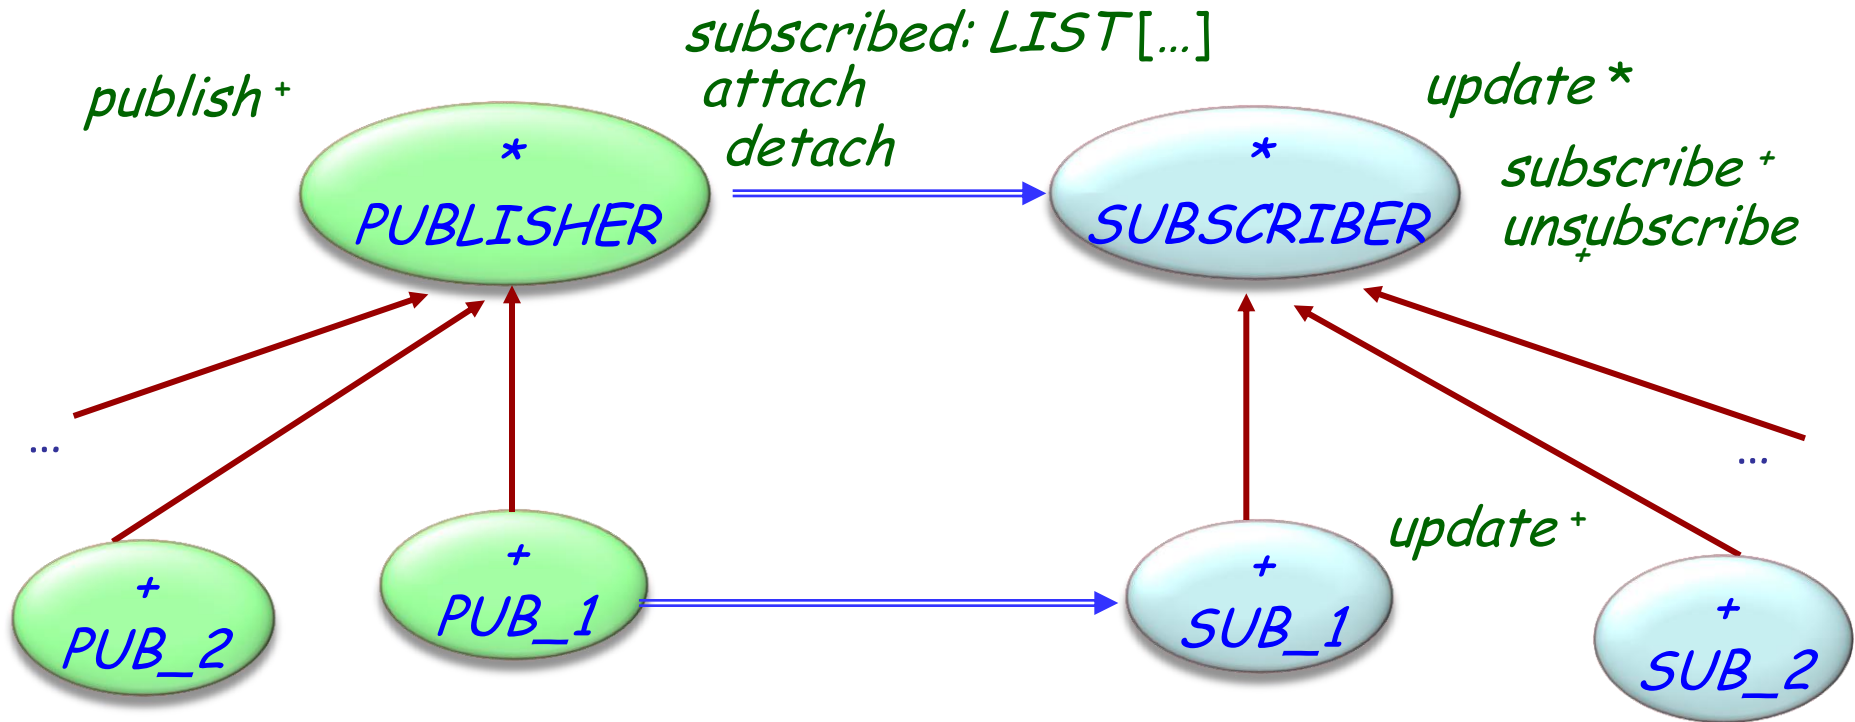 subscribed: LIST […]
publish +
attach
update *
detach
*
PUBLISHER
*
SUBSCRIBER
subscribe +
unsubscribe
+
…
…
update +
+
PUB_2
+
PUB_1
+
SUB_1
+
SUB_2